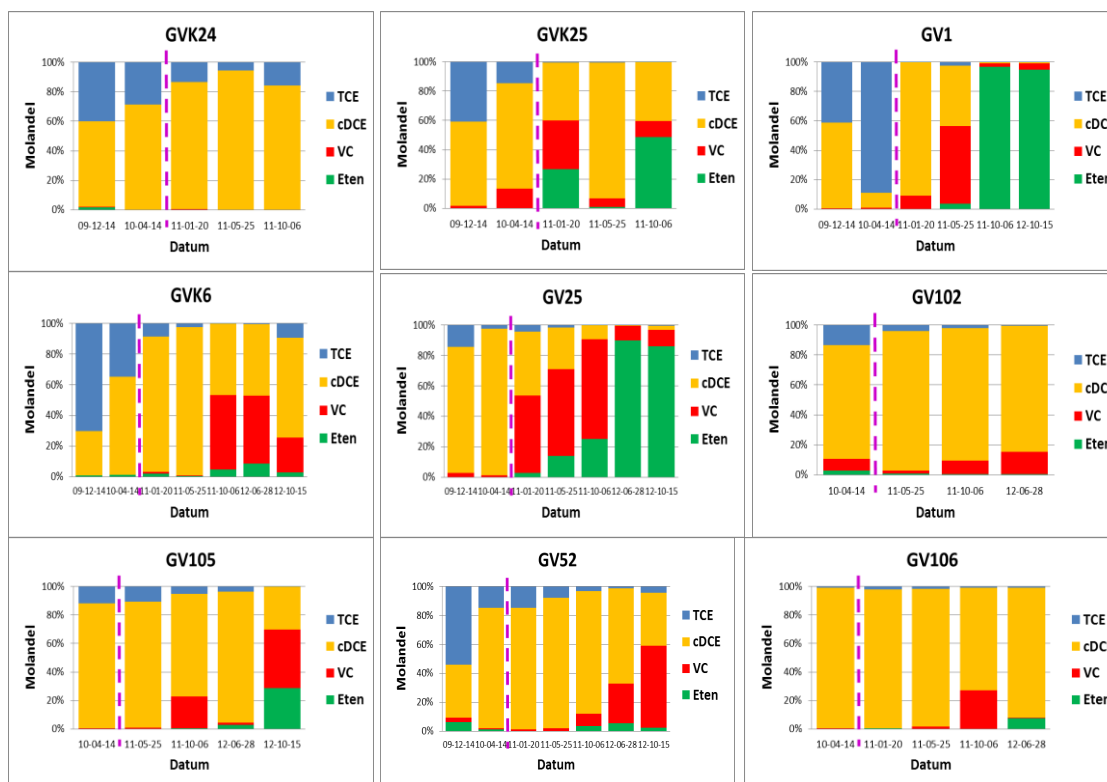 GVK24
100%
80%
60%
40%
20%
0%
Molandel
TCE
cDCE
VC
Eten
09-12-14 10-04-14 11-01-20 11-05-25 11-10-06
Datum
GVK25
100%
80%
60%
40%
20%
0%
Molandel
TCE
cDCE
VC
Eten
09-12-14 10-04-14 11-01-20 11-05-25 11-10-06
Datum
GV1
100%
80%
60%
40%
20%
0%
Molandel
TCE
cDCE
VC
Eten
09-12-14 10-04-14 11-01-20 11-05-25 11-10-06 12-10-15
Datum
GVK6
100%
80%
60%
40%
20%
0%
Molandel
TCE
cDCE
VC
Eten
09-12-14 10-04-14 11-01-20 11-05-25 11-10-06 12-06-28 12-10-15
Datum
GV25
100%
80%
60%
40%
20%
0%
Molandel
TCE
cDCE
VC
Eten
09-12-14 10-04-14 11-01-20 11-05-25 11-10-06 12-06-28 12-10-15
Datum
GV102
100%
80%
60%
40%
20%
0%
Molandel
TCE
cDCE
VC
Eten
10-04-14 11-05-25 11-10-06 12-06-28
Datum
GV105
100%
80%
60%
40%
20%
0%
Molandel
TCE
cDCE
VC
Eten
10-04-14 11-05-25 11-10-06 12-06-28 12-10-15
Datum
GV52
100%
80%
60%
40%
20%
0%
Molandel
TCE
cDCE
VC
Eten
09-12-14 10-04-14 11-01-20 11-05-25 11-10-06 12-06-28 12-10-15
Datum
GV106
100%
80%
60%
40%
20%
0%
Molandel
TCE
cDCE
VC
Eten
10-04-14 11-01-20 11-05-25 11-10-06 12-06-28
Datum